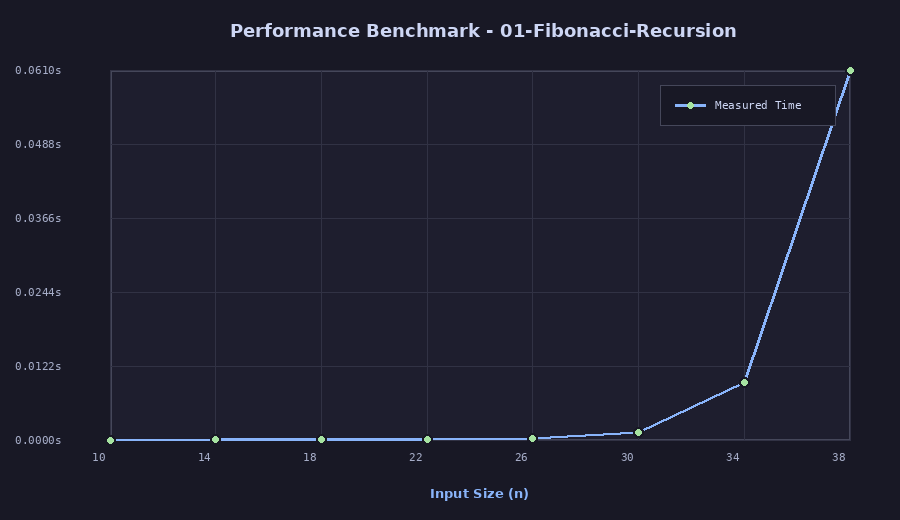 Performance Benchmark - 01-Fibonacci-Recursion
0.0610s
Measured Time
0.0488s
0.0366s
0.0244s
0.0122s
0.0000s
10 14 18 22 26 30 34 38
Input Size (n)